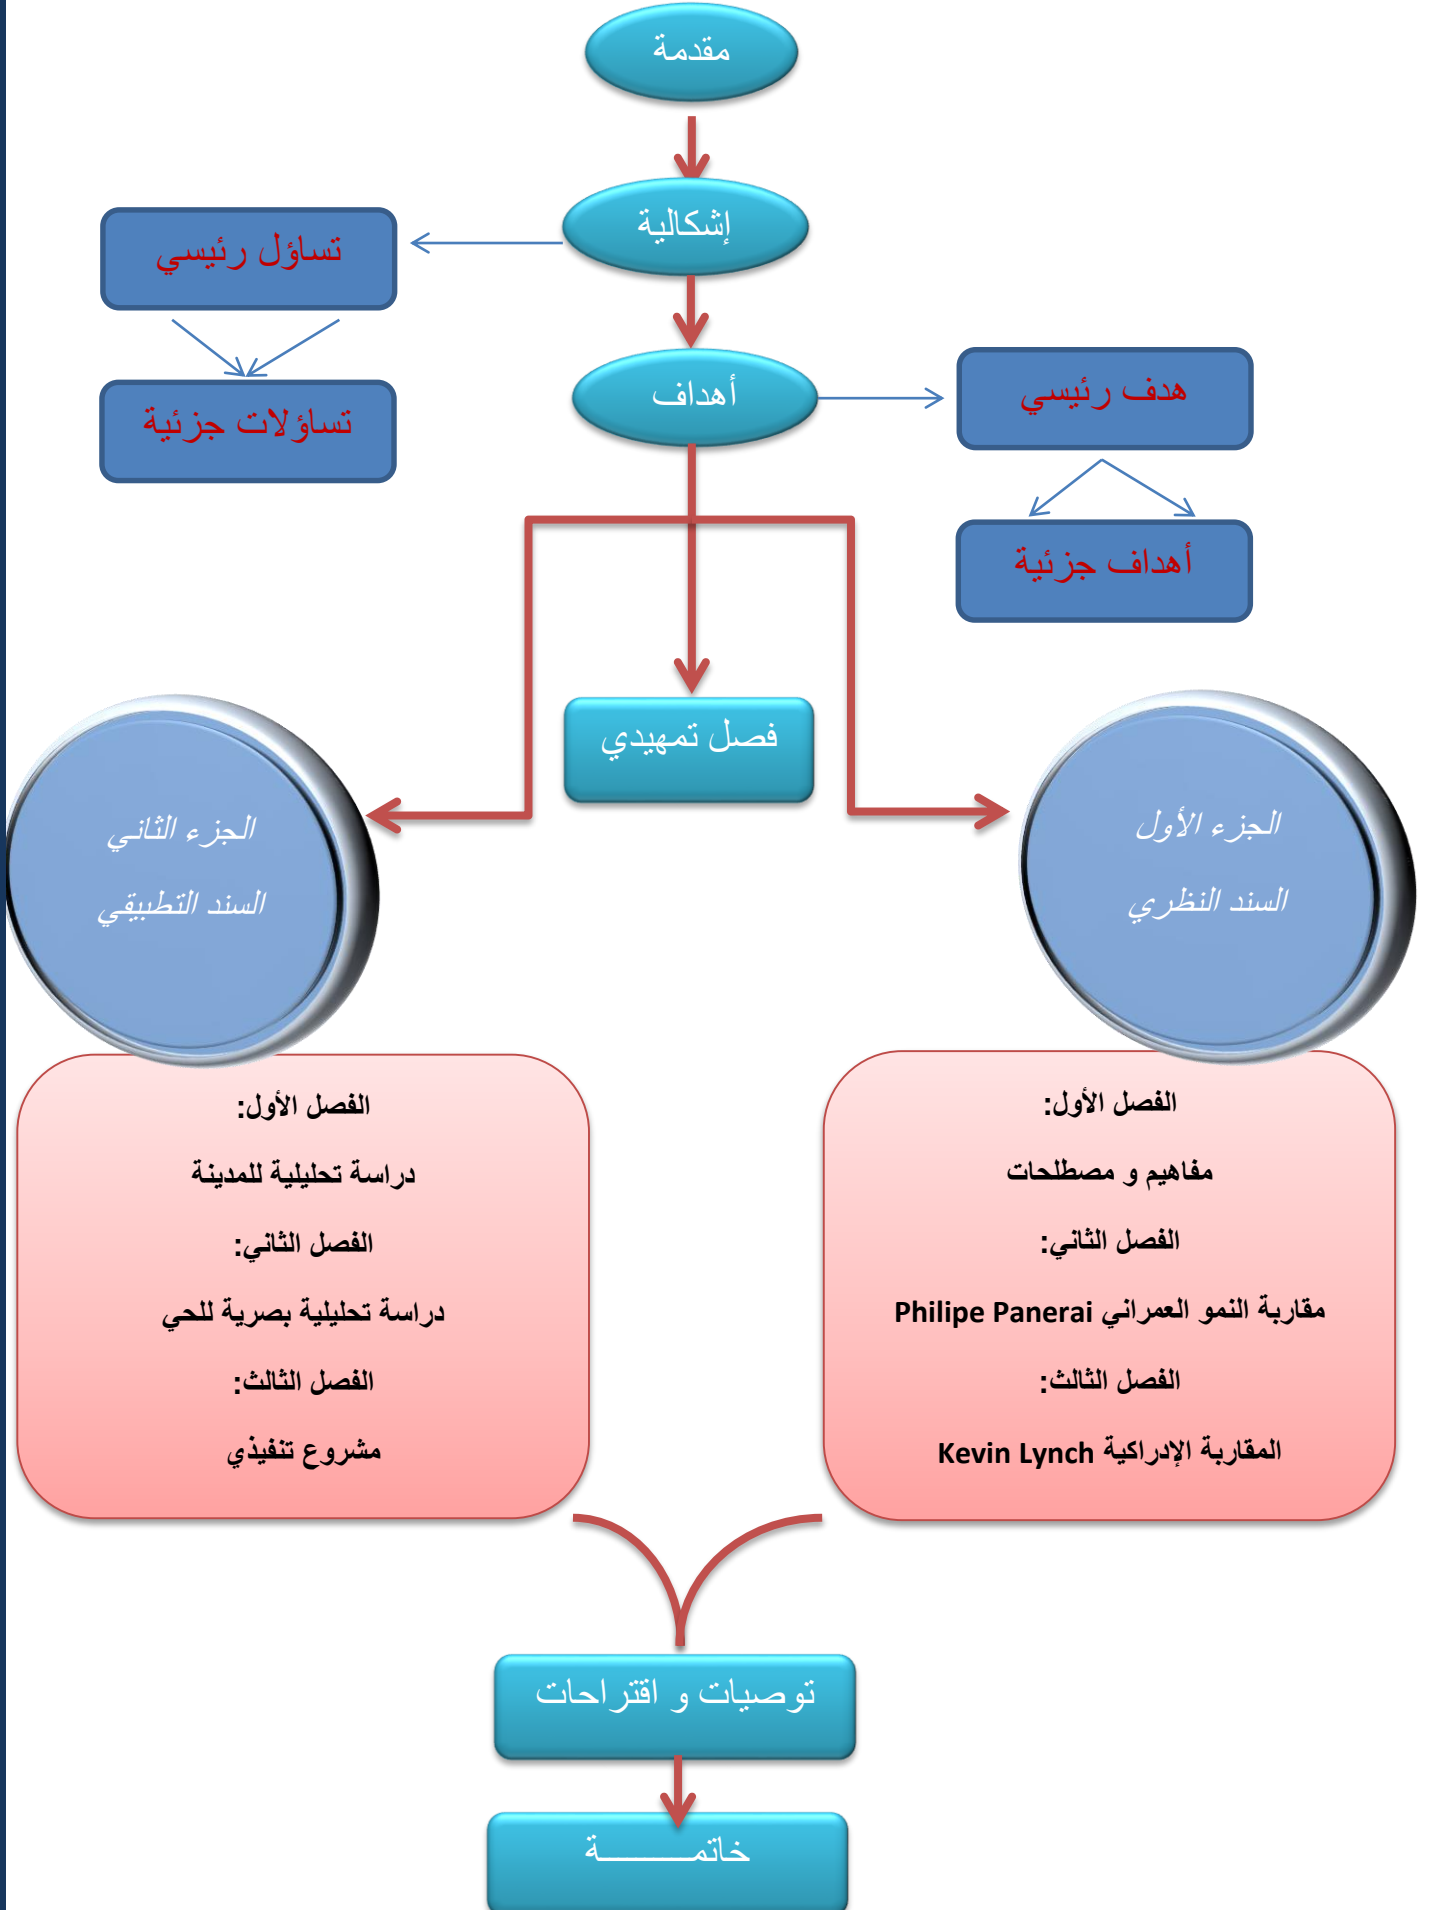 مقدمة
إشكالية
تساؤل رئيسي
تساؤلات جزئية
أهداف
هدف رئيسي
أهداف جزئية
فصل تمهيدي
الجزء الأول
السند النظري
الفصل الأول:
مفاهيم و مصطلحات
الفصل الثاني:
مقاربة النمو العمراني Philipe Panerai
الفصل الثالث:
المقاربة الإدراكية Kevin Lynch
الجزء الثاني
السند التطبيقي
الفصل الأول:
دراسة تحليلية للمدينة
الفصل الثاني:
دراسة تحليلية بصرية للحي
الفصل الثالث:
مشروع تنفيذي
توصيات و اقتراحات
خاتمـــــــــــة